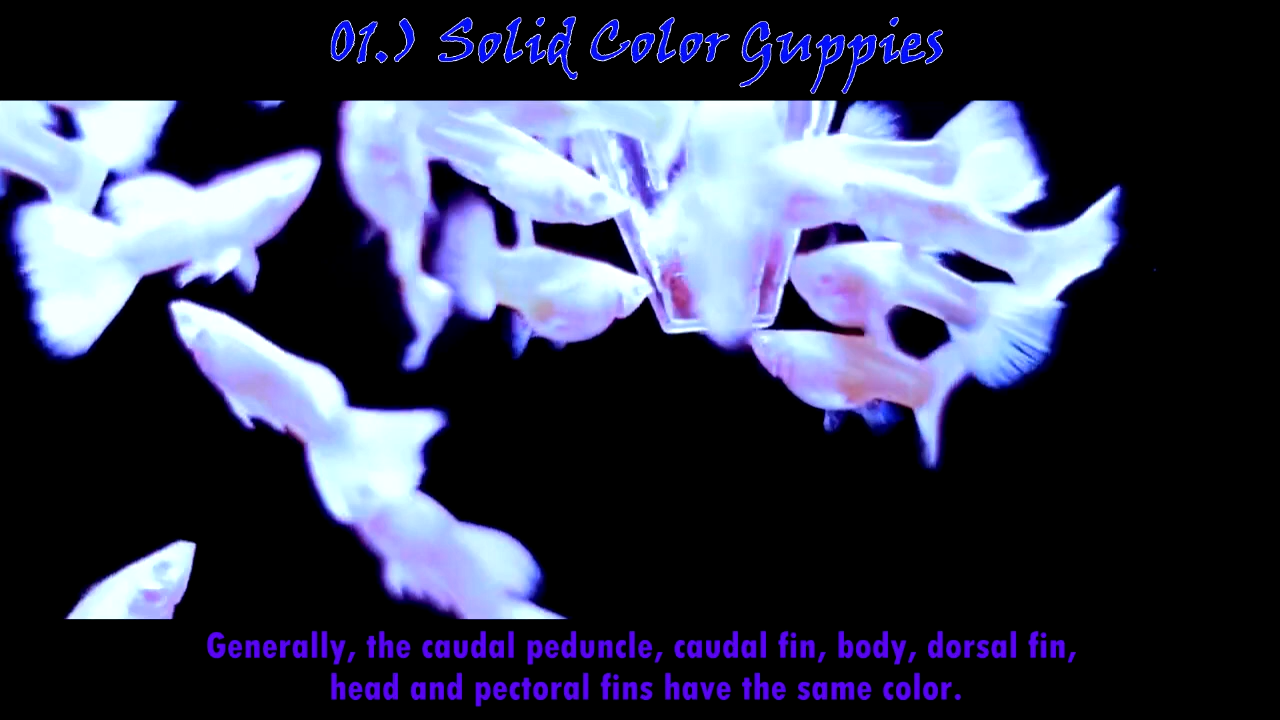 01.) Solid Color Guppies
Generally, the caudal peduncle, caudal fin, body, dorsal fin,
head and pectoral fins have the same color.